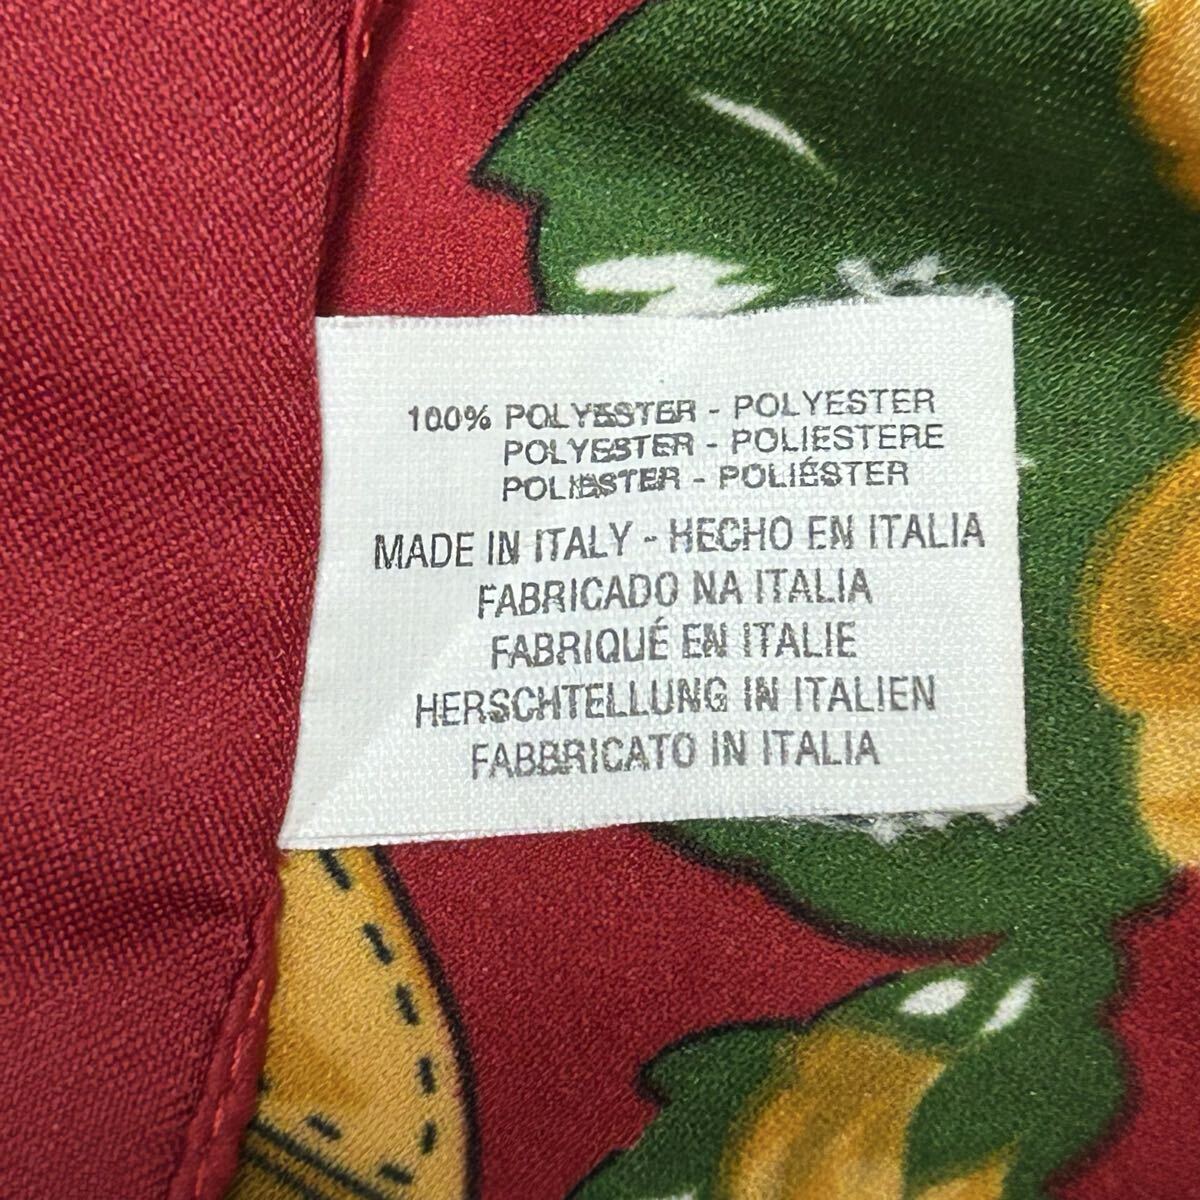 100% POLYESTER - POLYESTER
POLYESTER - POLIESTERE
POLIESTER - POLIÉSTER
MADE IN ITALY - HECHO EN ITALIA
FABRICADO NA ITALIA
FABRIQUÉ EN ITALIE
HERSCHTELLUNG IN ITALIEN
FABBRICATO IN ITALIA